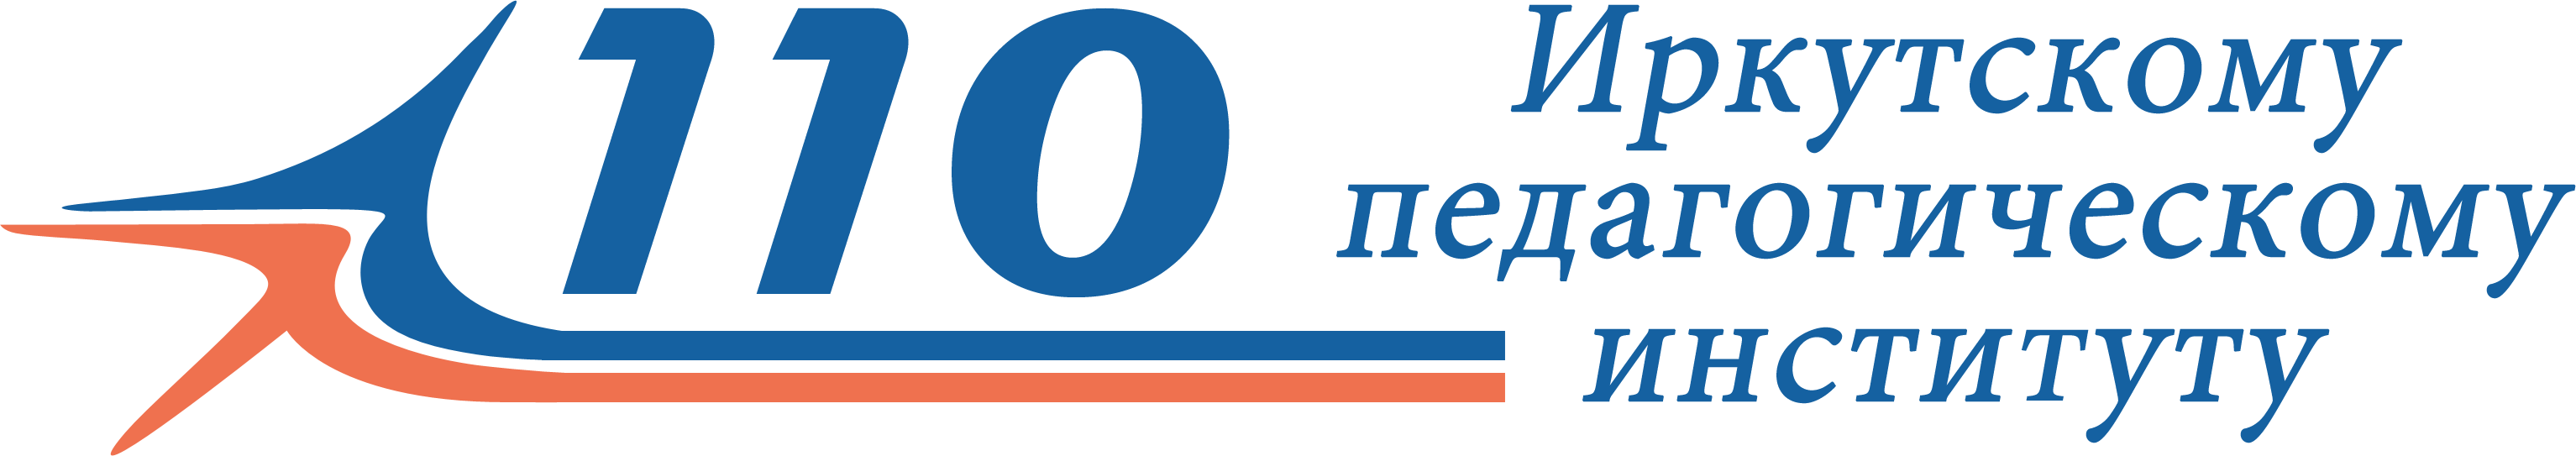 110
Иркутскому
педагогическому
институту